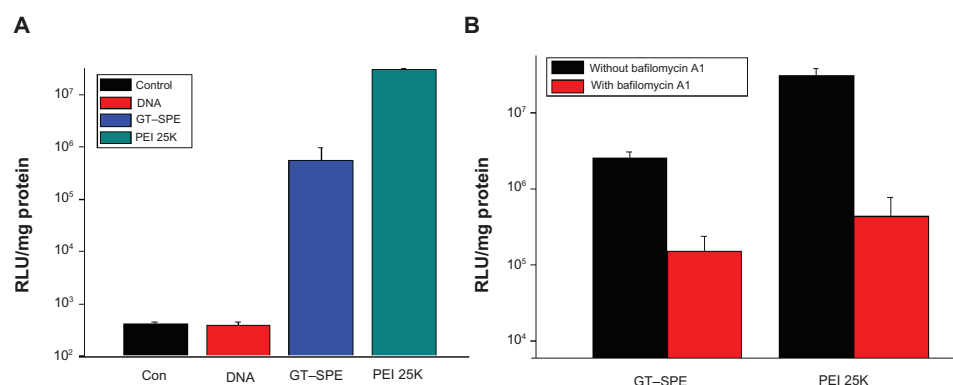 A
RLU/mg protein
10⁷
10⁶
10⁵
10⁴
10³
10²
Control
DNA
GT–SPE
PEI 25K
Con
DNA
GT–SPE
PEI 25K
B
RLU/mg protein
10⁷
10⁶
10⁵
10⁴
Without bafilomycin A1
With bafilomycin A1
GT–SPE
PEI 25K